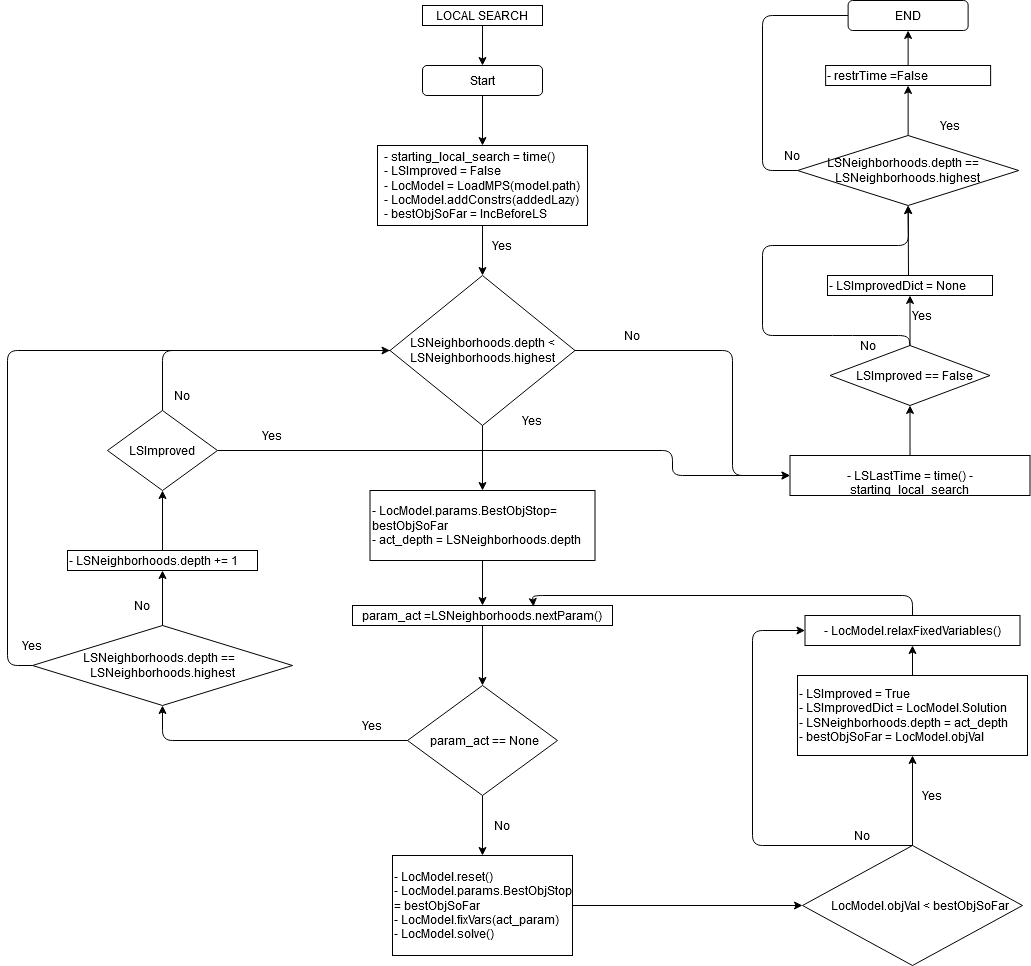 LOCAL SEARCH
Start
- starting_local_search = time()
- LSImproved = False
- LocModel = LoadMPS(model.path)
- LocModel.addConstrs(addedLazy)
- bestObjSoFar = IncBeforeLS
Yes
LSNeighborhoods.depth <
LSNeighborhoods.highest
No
Yes
LSImproved
No
Yes
- LocModel.params.BestObjStop=
bestObjSoFar
- act_depth = LSNeighborhoods.depth
- LSNeighborhoods.depth += 1
No
param_act =LSNeighborhoods.nextParam()
LSNeighborhoods.depth ==
LSNeighborhoods.highest
Yes
param_act == None
Yes
No
- LocModel.reset()
- LocModel.params.BestObjStop
= bestObjSoFar
- LocModel.fixVars(act_param)
- LocModel.solve()
LocModel.objVal < bestObjSoFar
No
Yes
- LSImproved = True
- LSImprovedDict = LocModel.Solution
- LSNeighborhoods.depth = act_depth
- bestObjSoFar = LocModel.objVal
- LocModel.relaxFixedVariables()
- LSLastTime = time() -
starting_local_search
LSImproved == False
No
Yes
- LSImprovedDict = None
LSNeighborhoods.depth ==
LSNeighborhoods.highest
No
Yes
- restrTime =False
END